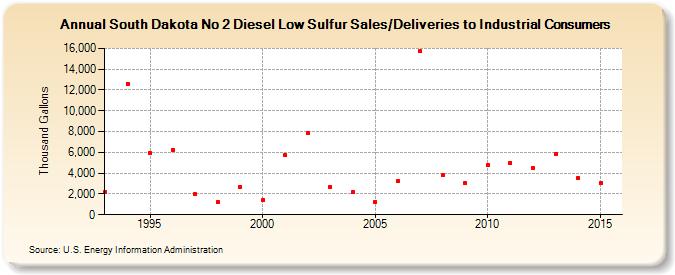 Annual South Dakota No 2 Diesel Low Sulfur Sales/Deliveries to Industrial Consumers
Thousand Gallons
16,000
14,000
12,000
10,000
8,000
6,000
4,000
2,000
0
1995 2000 2005 2010 2015
Source: U.S. Energy Information Administration